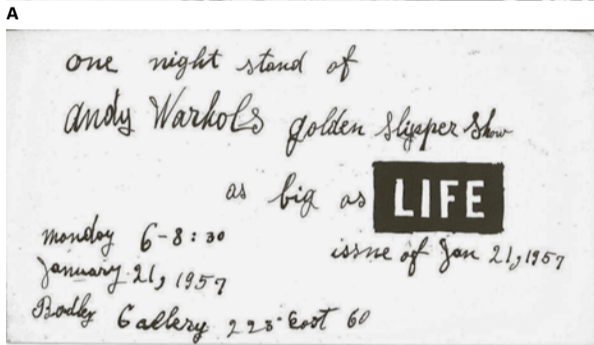 A
one night stand of
Andy Warhols golden slipper show
as big as LIFE
issue of Jan 21, 1957
monday 6-8:30
January 21, 1957
Bodley Gallery 223 East 60